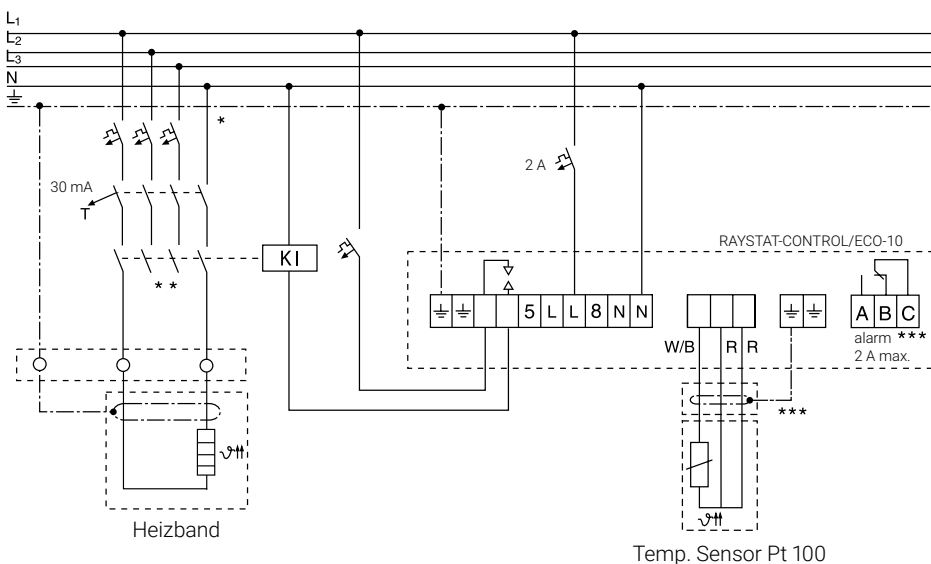 L1
L2
L3
N
*
30 mA
T
2 A
RAYSTAT-CONTROL/ECO-10
KI
5 L L 8 N N
A B C
W/B R R
alarm ***
2 A max.
* *
***
Heizband
Temp. Sensor Pt 100